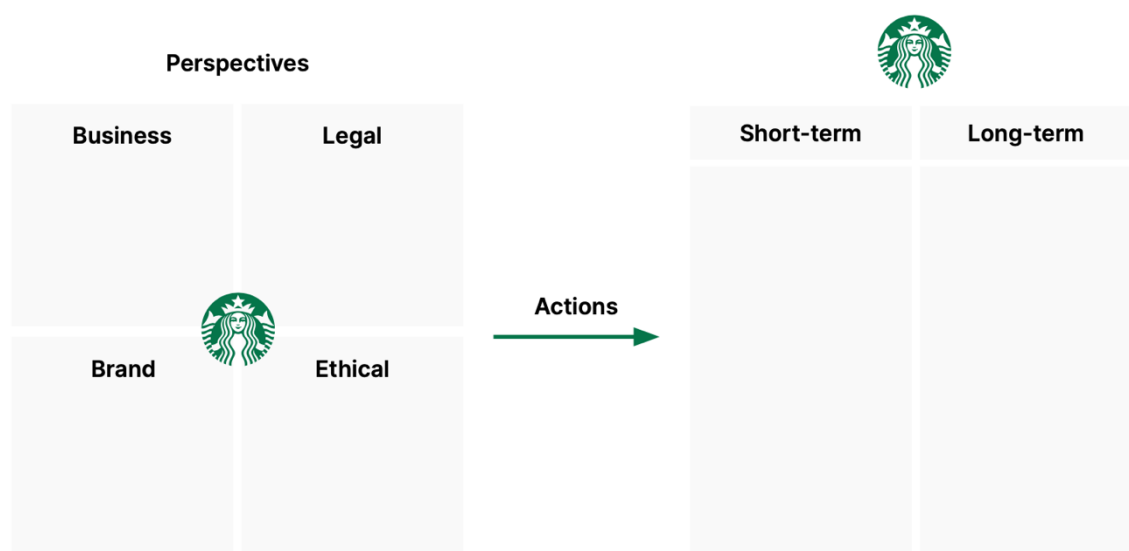 Perspectives
Business
Legal
Brand
Ethical
Actions
Short-term
Long-term